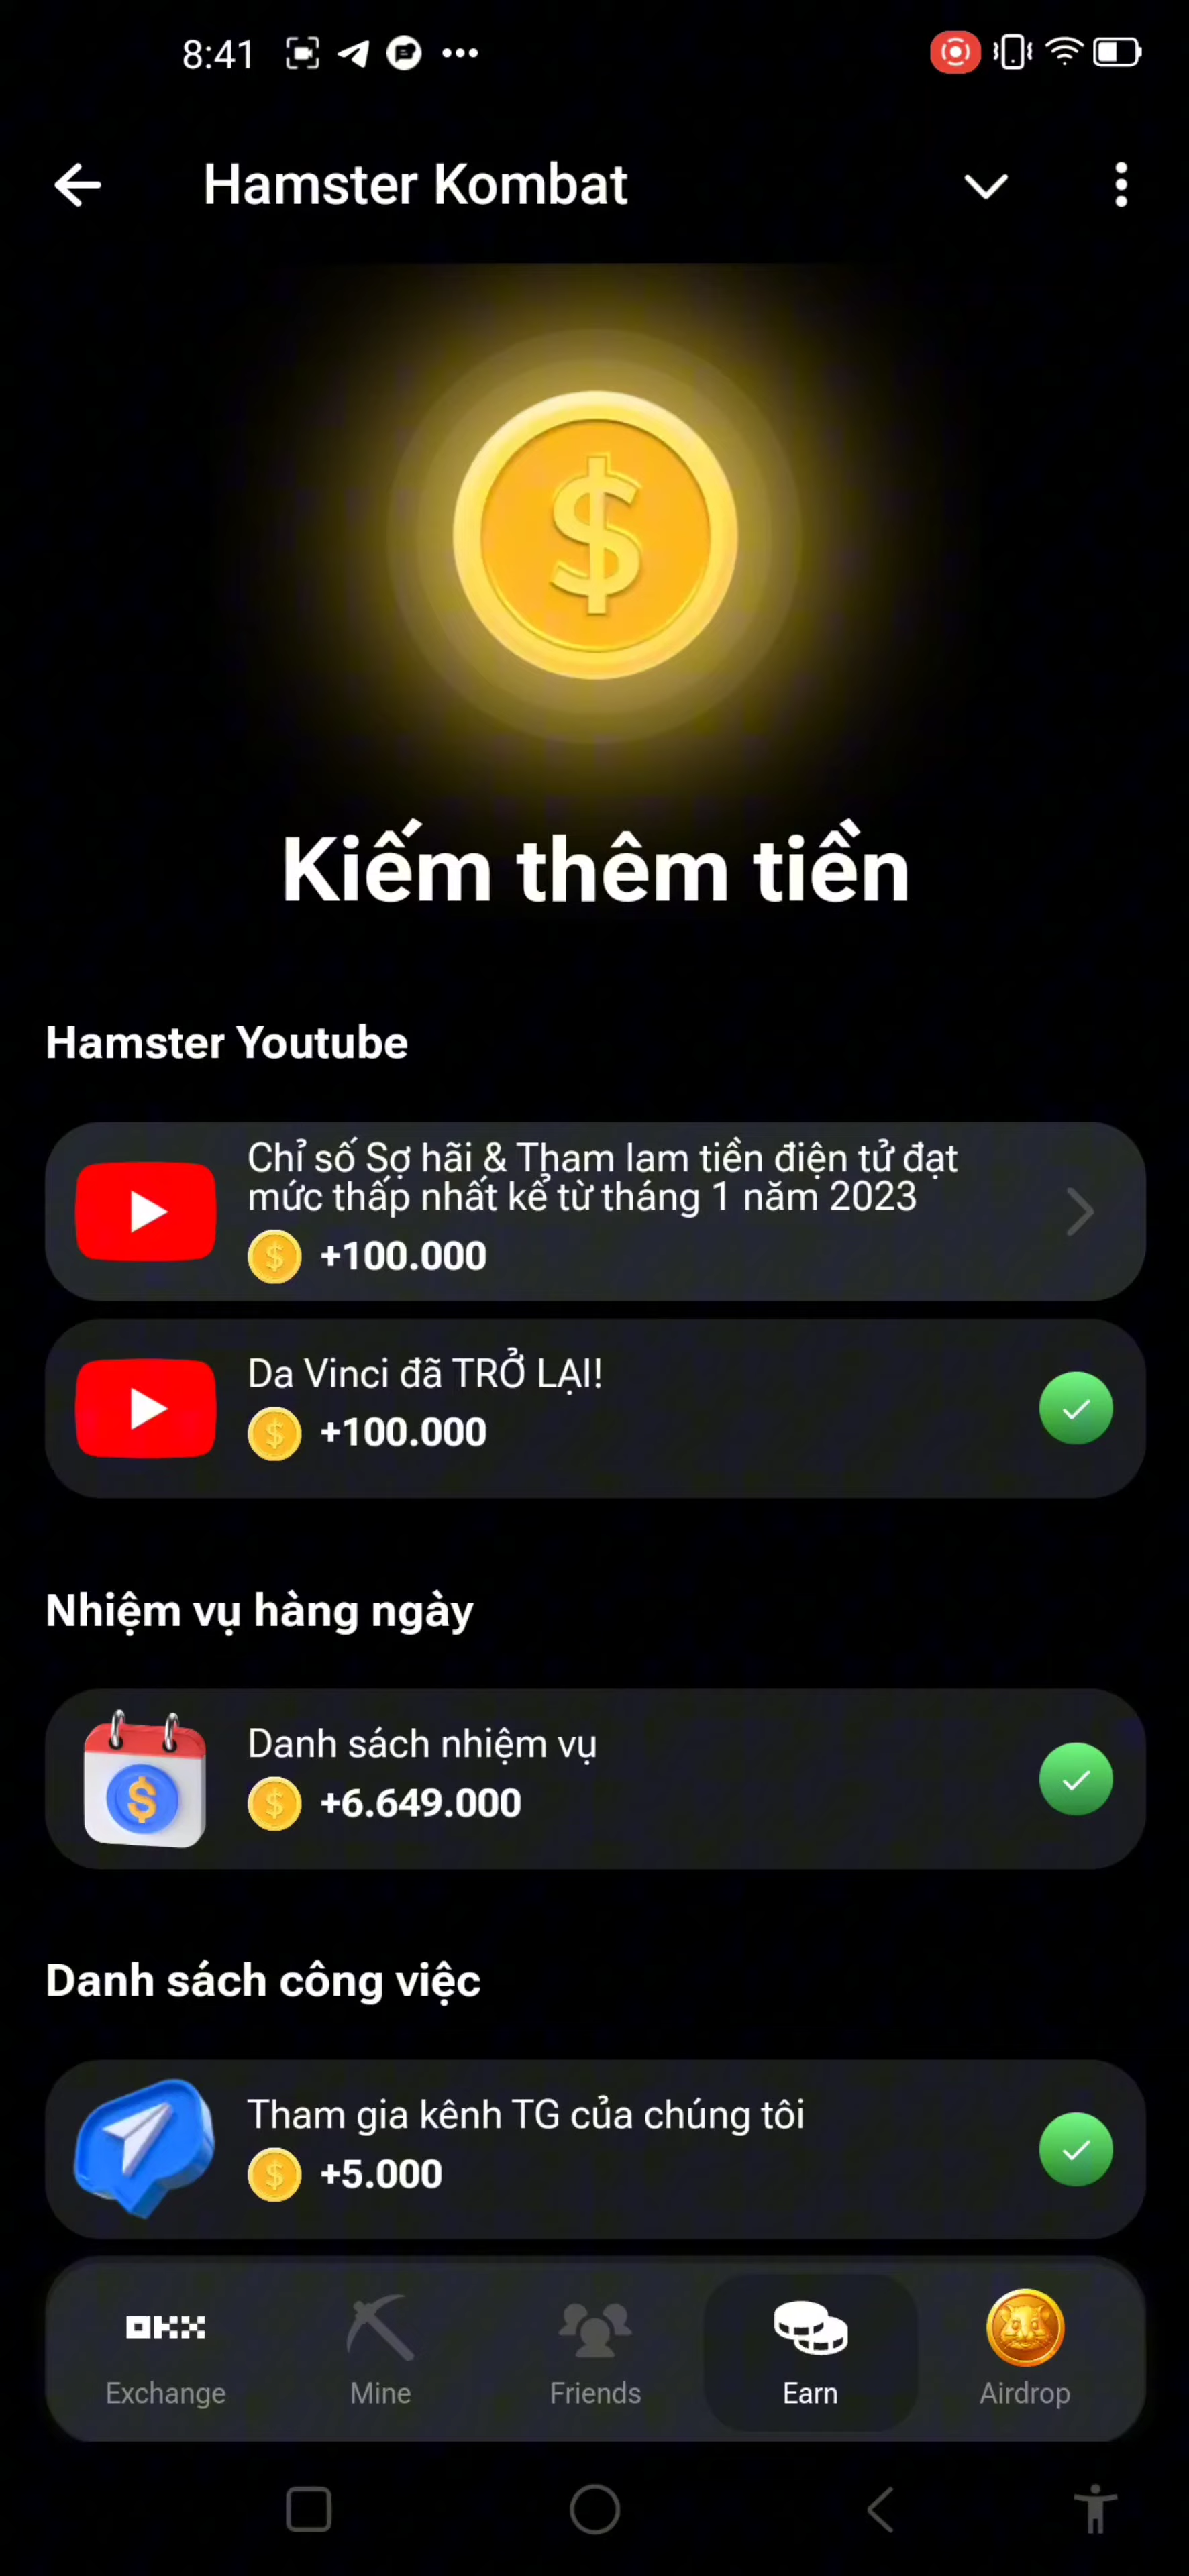 8:41
Hamster Kombat
Kiếm thêm tiền
Hamster Youtube
Chỉ số Sợ hãi & Tham lam tiền điện tử đạt
mức thấp nhất kể từ tháng 1 năm 2023
+100.000
Da Vinci đã TRỞ LẠI!
+100.000
Nhiệm vụ hàng ngày
Danh sách nhiệm vụ
+6.649.000
Danh sách công việc
Tham gia kênh TG của chúng tôi
+5.000
OKX
Exchange
Mine
Friends
Earn
Airdrop